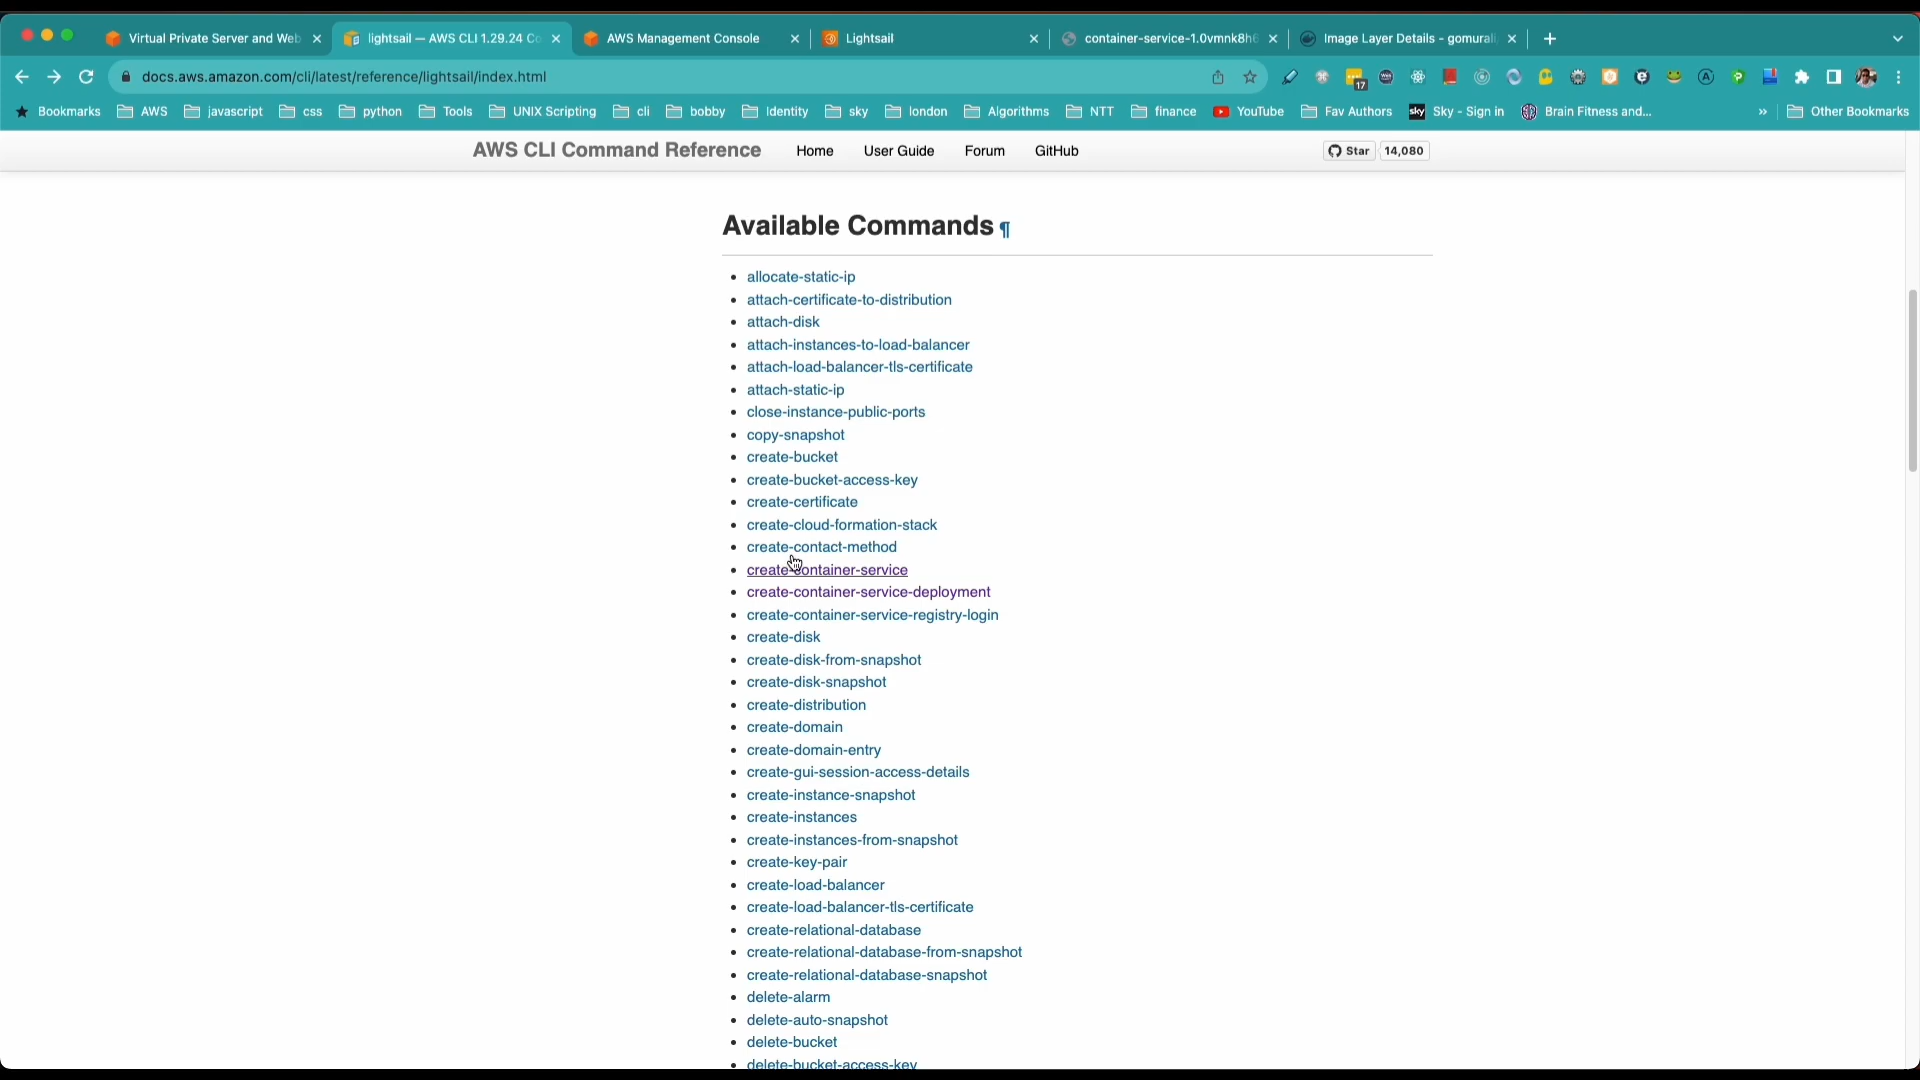 Virtual Private Server and Web
lightsail — AWS CLI 1.29.24 Co
AWS Management Console
Lightsail
container-service-1.0vmnk8h6
Image Layer Details - gomurali
docs.aws.amazon.com/cli/latest/reference/lightsail/index.html
17
Bookmarks
AWS
javascript
css
python
Tools
UNIX Scripting
cli
bobby
Identity
sky
london
Algorithms
NTT
finance
YouTube
Fav Authors
sky
Sky - Sign in
Brain Fitness and...
»
Other Bookmarks
AWS CLI Command Reference
Home
User Guide
Forum
GitHub
Star
14,080
Available Commands ¶
• allocate-static-ip
• attach-certificate-to-distribution
• attach-disk
• attach-instances-to-load-balancer
• attach-load-balancer-tls-certificate
• attach-static-ip
• close-instance-public-ports
• copy-snapshot
• create-bucket
• create-bucket-access-key
• create-certificate
• create-cloud-formation-stack
• create-contact-method
• create-container-service
• create-container-service-deployment
• create-container-service-registry-login
• create-disk
• create-disk-from-snapshot
• create-disk-snapshot
• create-distribution
• create-domain
• create-domain-entry
• create-gui-session-access-details
• create-instance-snapshot
• create-instances
• create-instances-from-snapshot
• create-key-pair
• create-load-balancer
• create-load-balancer-tls-certificate
• create-relational-database
• create-relational-database-from-snapshot
• create-relational-database-snapshot
• delete-alarm
• delete-auto-snapshot
• delete-bucket
• delete-bucket-access-key